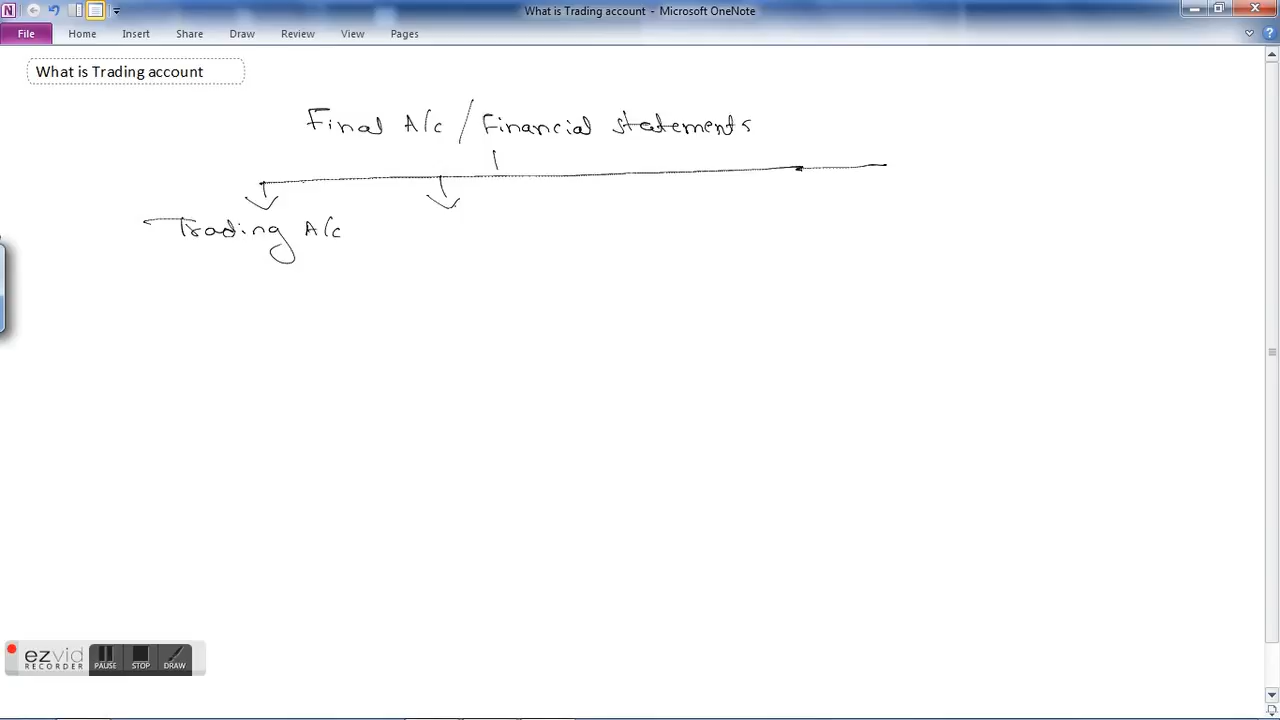 What is Trading account - Microsoft OneNote
File Home Insert Share Draw Review View Pages
What is Trading account
Final A/c / Financial statements
Trading A/c
ezvid
RECORDER
PAUSE STOP DRAW